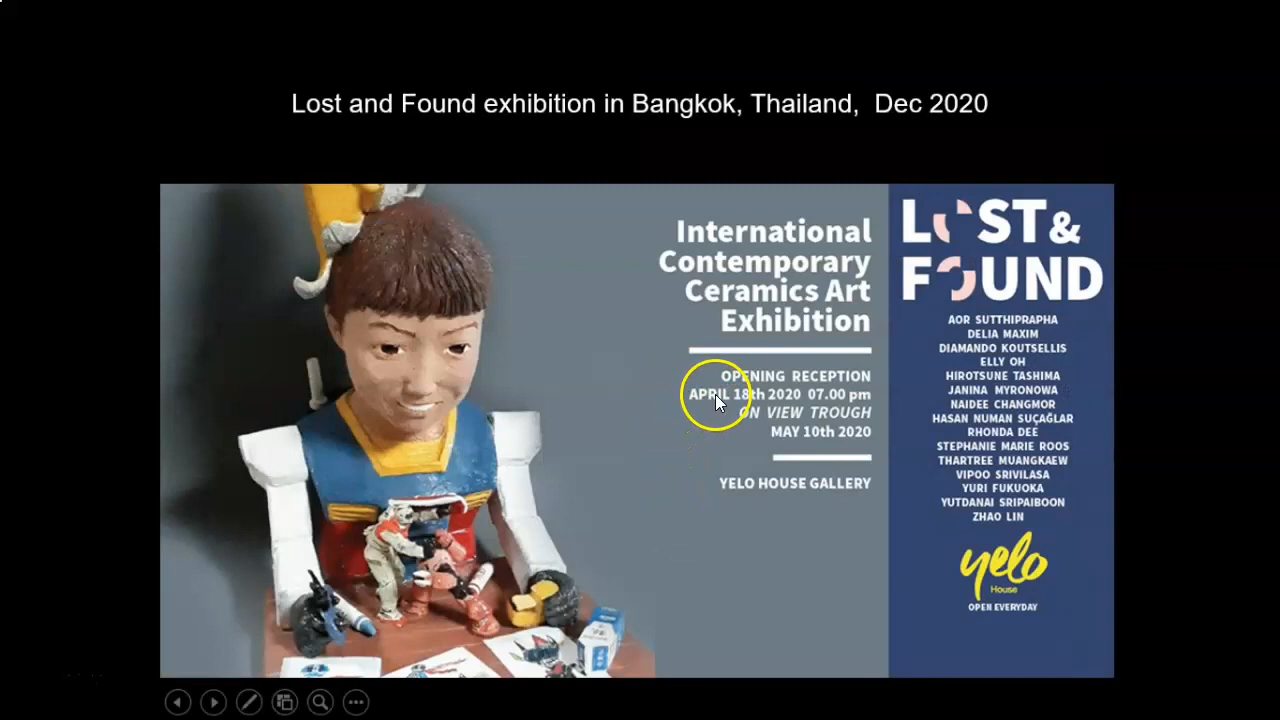 Lost and Found exhibition in Bangkok, Thailand,  Dec 2020
International
Contemporary
Ceramics Art
Exhibition
OPENING RECEPTION
APRIL 18th 2020 07.00 pm
ON VIEW TROUGH
MAY 10th 2020
YELO HOUSE GALLERY
LOST&
FOUND
AOR SUTTHIPRAPHA
DELIA MAXIM
DIAMANDO KOUTSELLIS
ELLY OH
HIROTSUNE TASHIMA
JANINA MYRONOWA
NAIDEE CHANGMOR
HASAN NUMAN SUÇAĞLAR
RHONDA DEE
STEPHANIE MARIE ROOS
THARTREE MUANGKAEW
VIPOO SRIVILASA
YURI FUKUOKA
YUTDANAI SRIPAIBOON
ZHAO LIN
yelo
House
OPEN EVERYDAY